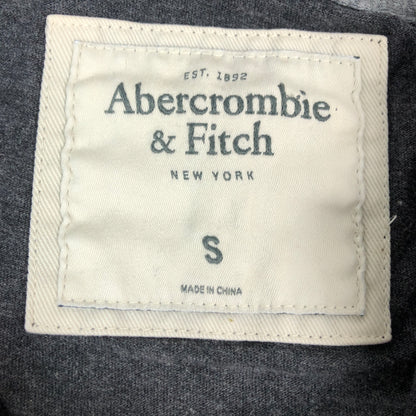 EST. 1892
Abercrombie
& Fitch
NEW YORK
S
MADE IN CHINA